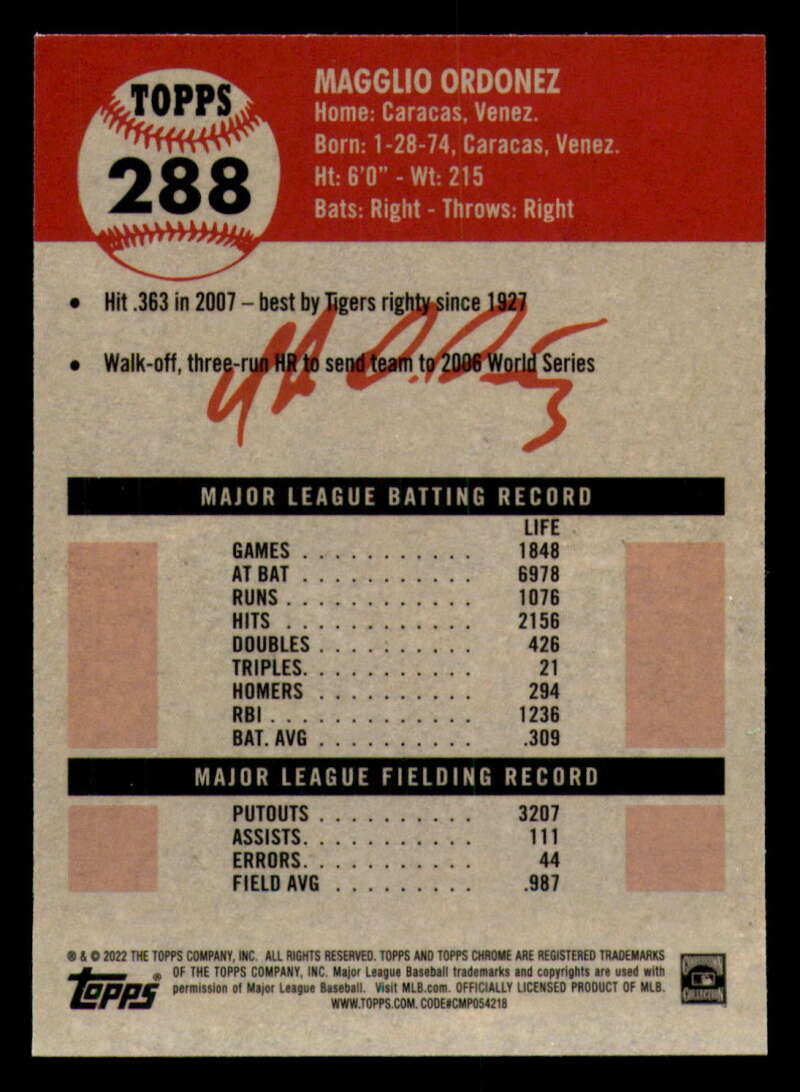 TOPPS
288
MAGGLIO ORDONEZ
Home: Caracas, Venez.
Born: 1-28-74, Caracas, Venez.
Ht: 6'0" - Wt: 215
Bats: Right - Throws: Right
• Hit .363 in 2007 – best by Tigers righty since 1927
• Walk-off, three-run HR to send team to 2006 World Series
MAJOR LEAGUE BATTING RECORD
LIFE
GAMES . . . . . . . . . . . 1848
AT BAT . . . . . . . . . . . 6978
RUNS . . . . . . . . . . . . 1076
HITS . . . . . . . . . . . . 2156
DOUBLES . . . . . . . . . . 426
TRIPLES. . . . . . . . . . . 21
HOMERS . . . . . . . . . . 294
RBI . . . . . . . . . . . . . 1236
BAT. AVG . . . . . . . . . . .309
MAJOR LEAGUE FIELDING RECORD
PUTOUTS . . . . . . . . . . 3207
ASSISTS. . . . . . . . . . . 111
ERRORS. . . . . . . . . . . 44
FIELD AVG . . . . . . . . . .987
® & © 2022 THE TOPPS COMPANY, INC. ALL RIGHTS RESERVED. TOPPS AND TOPPS CHROME ARE REGISTERED TRADEMARKS
OF THE TOPPS COMPANY, INC. Major League Baseball trademarks and copyrights are used with
permission of Major League Baseball. Visit MLB.com. OFFICIALLY LICENSED PRODUCT OF MLB.
WWW.TOPPS.COM. CODE#CMP054218
Topps®
COOPERSTOWN
COLLECTION